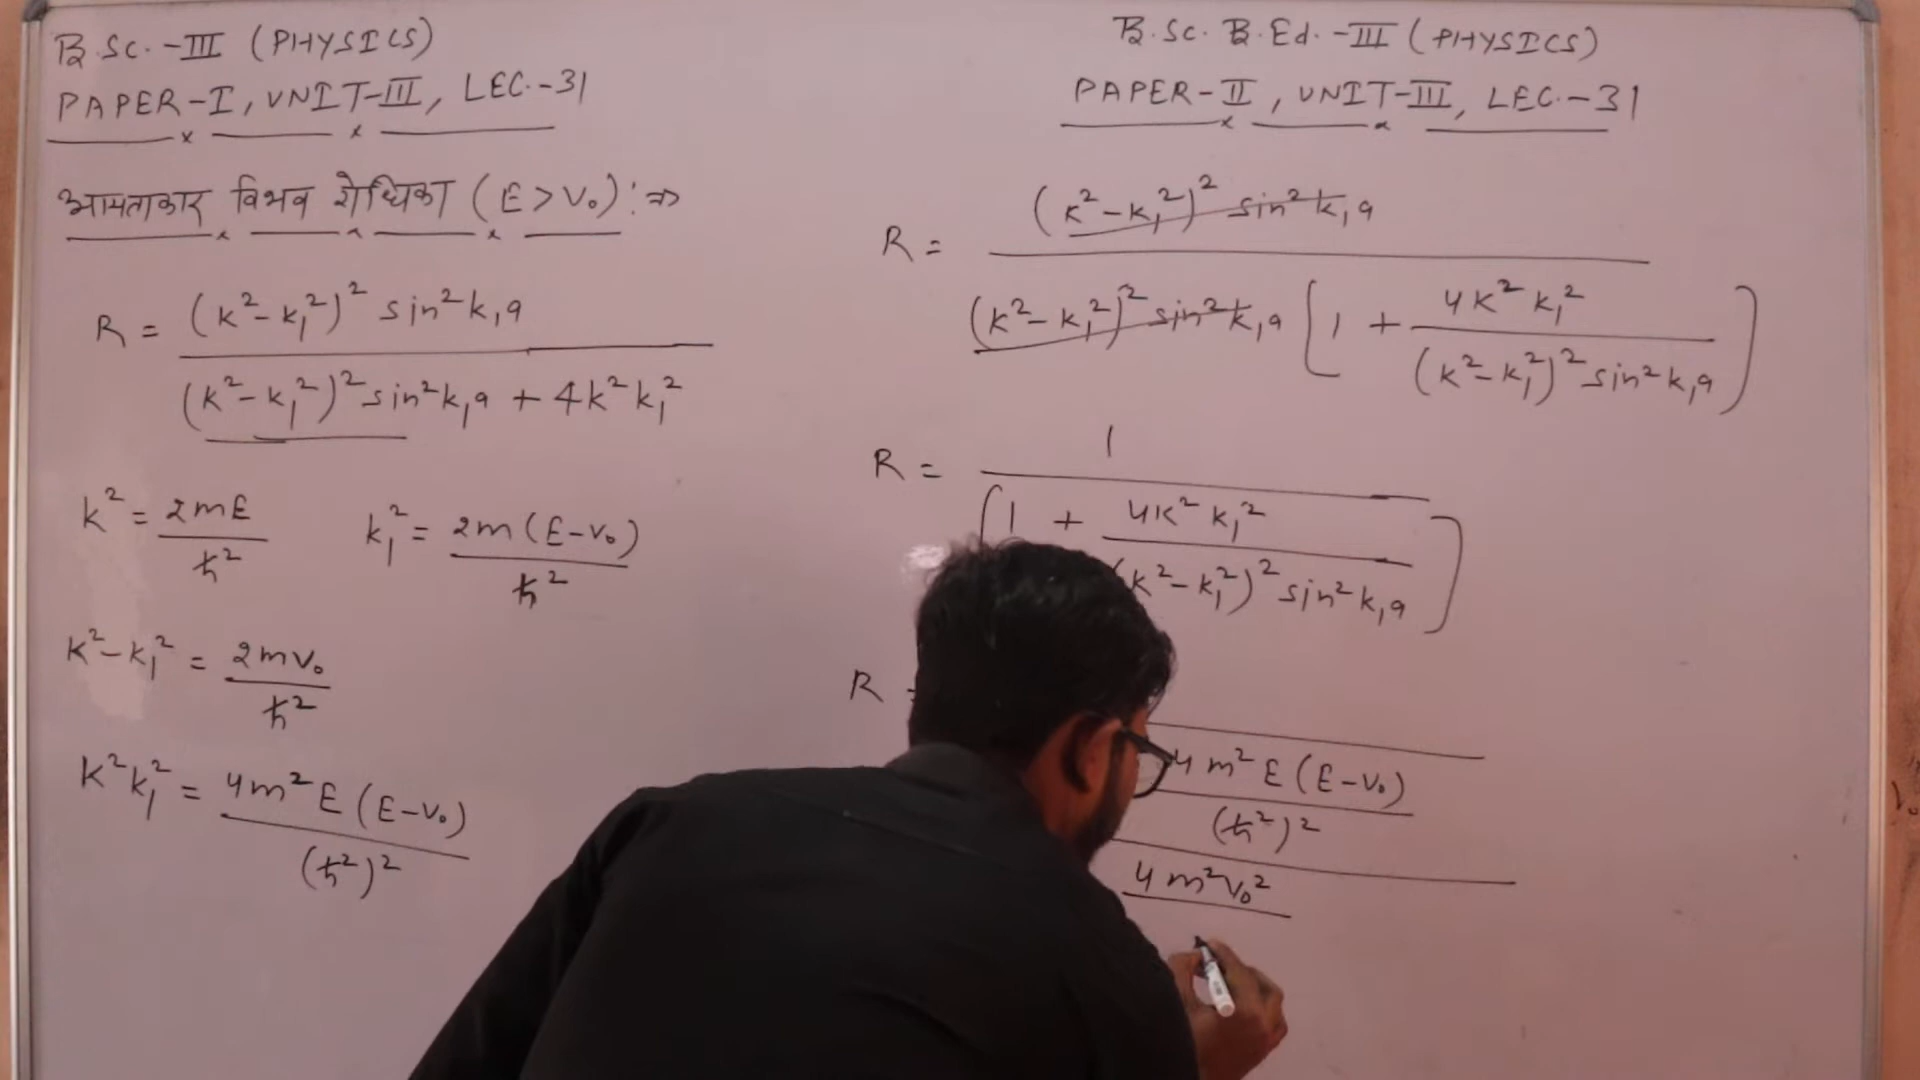 B.Sc.-III (PHYSICS)
PAPER-I, UNIT-III, LEC.-31
आयताकार विभव रोधिका (E>V₀):⇒
R = (k²-k₁²)² sin²k₁a / (k²-k₁²)² sin²k₁a + 4k²k₁²
k² = 2mE / ħ²  k₁² = 2m(E-V₀) / ħ²
k²-k₁² = 2mV₀ / ħ²
k²k₁² = 4m²E(E-V₀) / (ħ²)²
B.Sc. B.Ed.-III (PHYSICS)
PAPER-II, UNIT-III, LEC.-31
R = (k²-k₁²)² sin²k₁a / (k²-k₁²)² sin²k₁a [1 + 4k²k₁² / (k²-k₁²)² sin²k₁a]
R = 1 / [1 + 4k²k₁² / (k²-k₁²)² sin²k₁a]
R
4m²E(E-V₀)
(ħ²)²
4m²V₀²